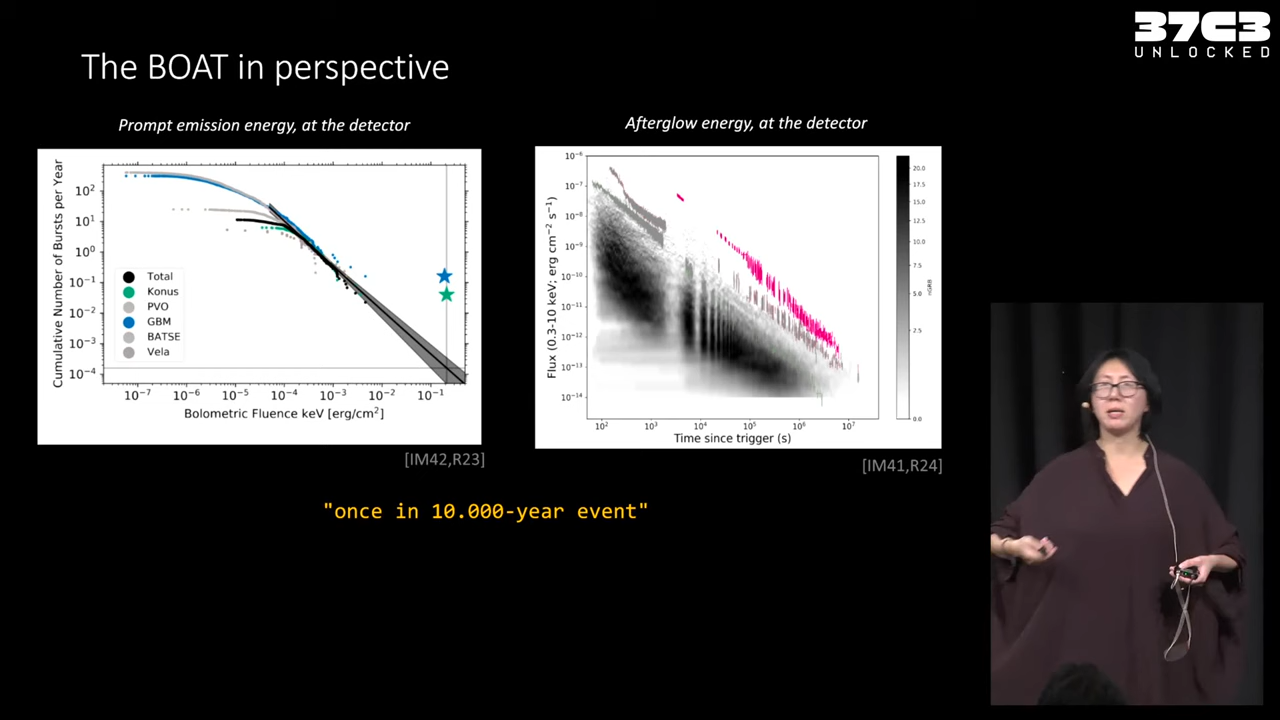 37C3
UNLOCKED
The BOAT in perspective
Prompt emission energy, at the detector
Cumulative Number of Bursts per Year
10²
10¹
10⁰
10⁻¹
10⁻²
10⁻³
10⁻⁴
Total
Konus
PVO
GBM
BATSE
Vela
10⁻⁷ 10⁻⁶ 10⁻⁵ 10⁻⁴ 10⁻³ 10⁻² 10⁻¹
Bolometric Fluence keV [erg/cm²]
[IM42,R23]
Afterglow energy, at the detector
Flux (0.3-10 keV; erg cm⁻² s⁻¹)
10⁻⁶
10⁻⁷
10⁻⁸
10⁻⁹
10⁻¹⁰
10⁻¹¹
10⁻¹²
10⁻¹³
10⁻¹⁴
10² 10³ 10⁴ 10⁵ 10⁶ 10⁷
Time since trigger (s)
20.0
17.5
15.0
12.5
10.0
7.5
5.0
2.5
0.0
[IM41,R24]
"once in 10.000-year event"